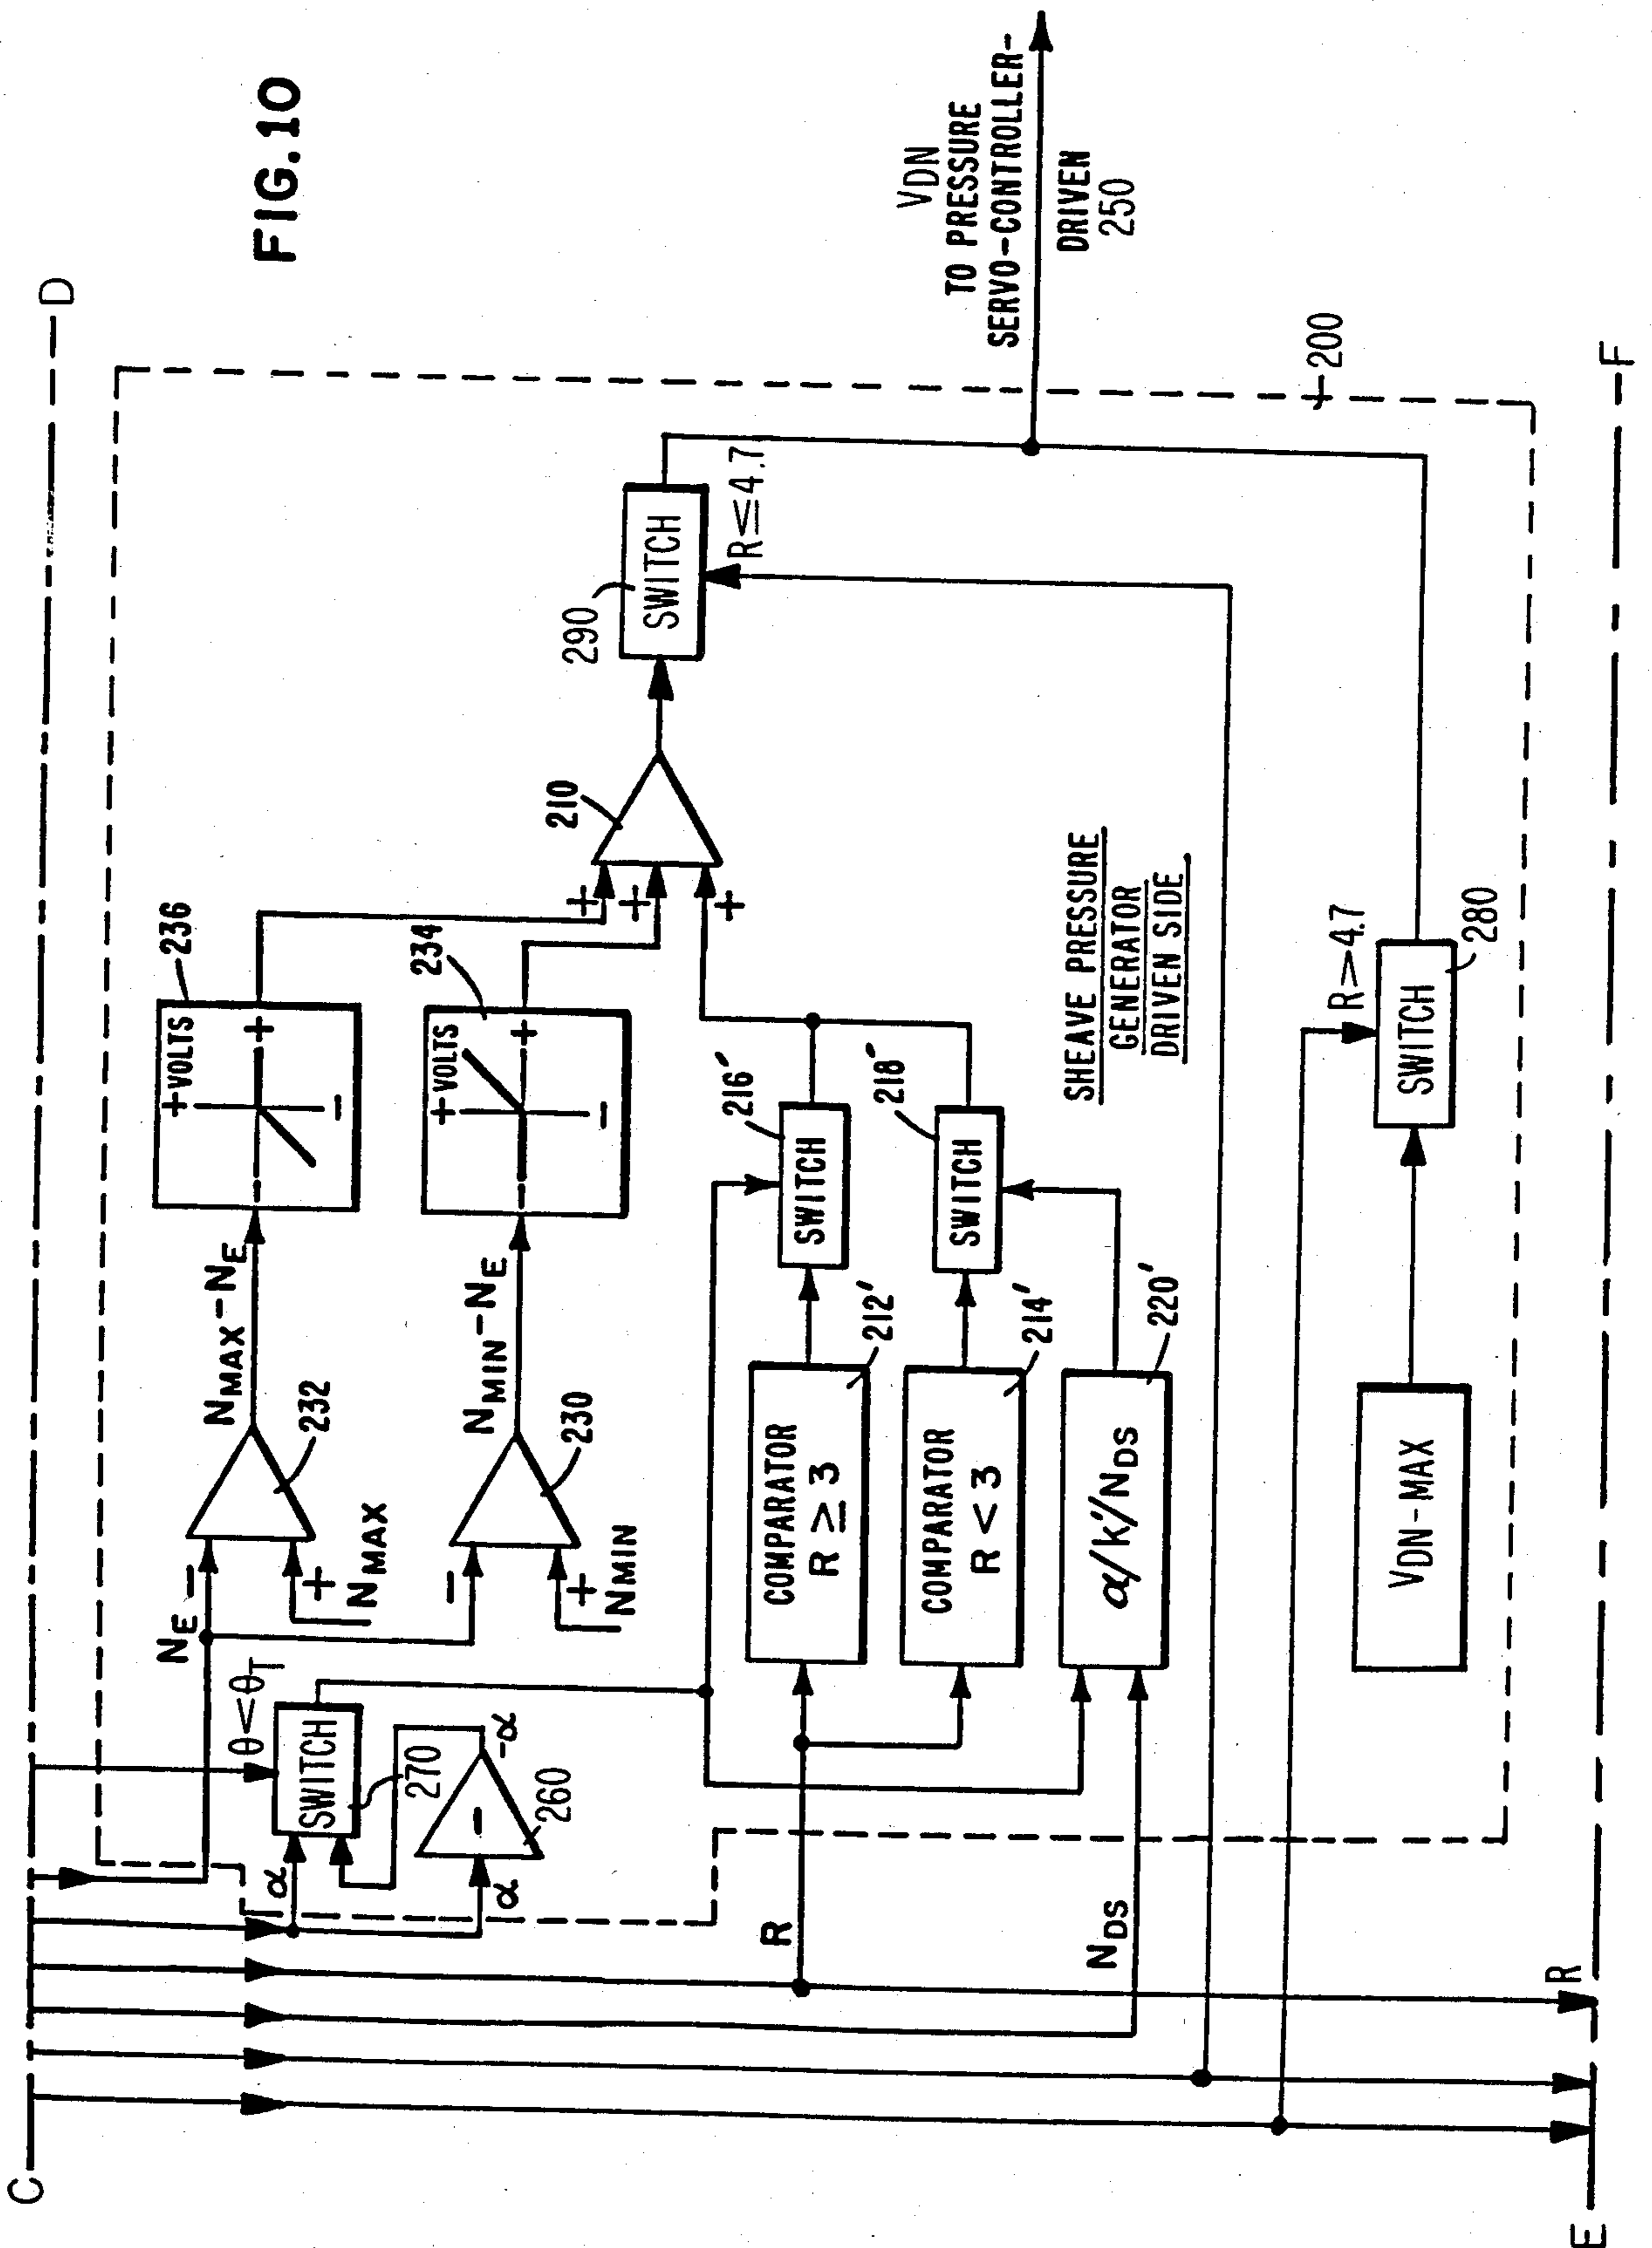 FIG.10
C
D
NE
−
+
NMAX
232
NMAX-NE
236
+VOLTS
+
−
θ<θT
SWITCH
270
α
α
−
-α
260
−
+
NMIN
230
NMIN-NE
234
+VOLTS
+
−
+
+
+
210
290
SWITCH
R≤4.7
VDN
TO PRESSURE
SERVO-CONTROLLER-
DRIVEN
250
R
COMPARATOR
R ≥ 3
212'
SWITCH
216'
COMPARATOR
R < 3
214'
SWITCH
218'
NDS
α/k'/NDS
220'
SHEAVE PRESSURE
GENERATOR
DRIVEN SIDE
200
VDN-MAX
R>4.7
SWITCH
280
R
E
F